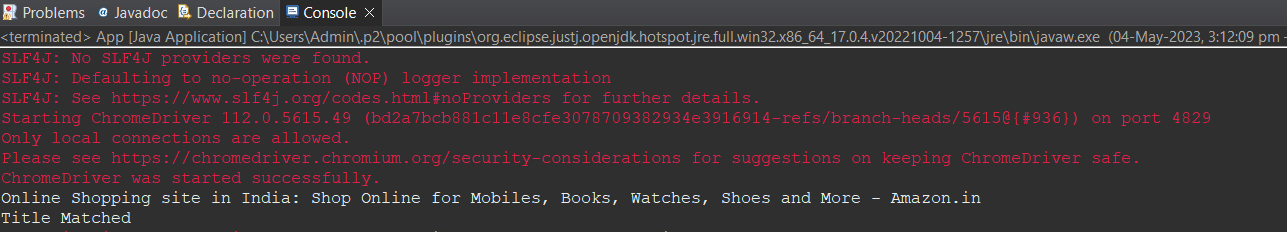 Problems @ Javadoc Declaration Console
<terminated> App [Java Application] C:\Users\Admin\.p2\pool\plugins\org.eclipse.justj.openjdk.hotspot.jre.full.win32.x86_64_17.0.4.v20221004-1257\jre\bin\javaw.exe (04-May-2023, 3:12:09 pm –
SLF4J: No SLF4J providers were found.
SLF4J: Defaulting to no-operation (NOP) logger implementation
SLF4J: See https://www.slf4j.org/codes.html#noProviders for further details.
Starting ChromeDriver 112.0.5615.49 (bd2a7bcb881c11e8cfe3078709382934e3916914-refs/branch-heads/5615@{#936}) on port 4829
Only local connections are allowed.
Please see https://chromedriver.chromium.org/security-considerations for suggestions on keeping ChromeDriver safe.
ChromeDriver was started successfully.
Online Shopping site in India: Shop Online for Mobiles, Books, Watches, Shoes and More - Amazon.in
Title Matched